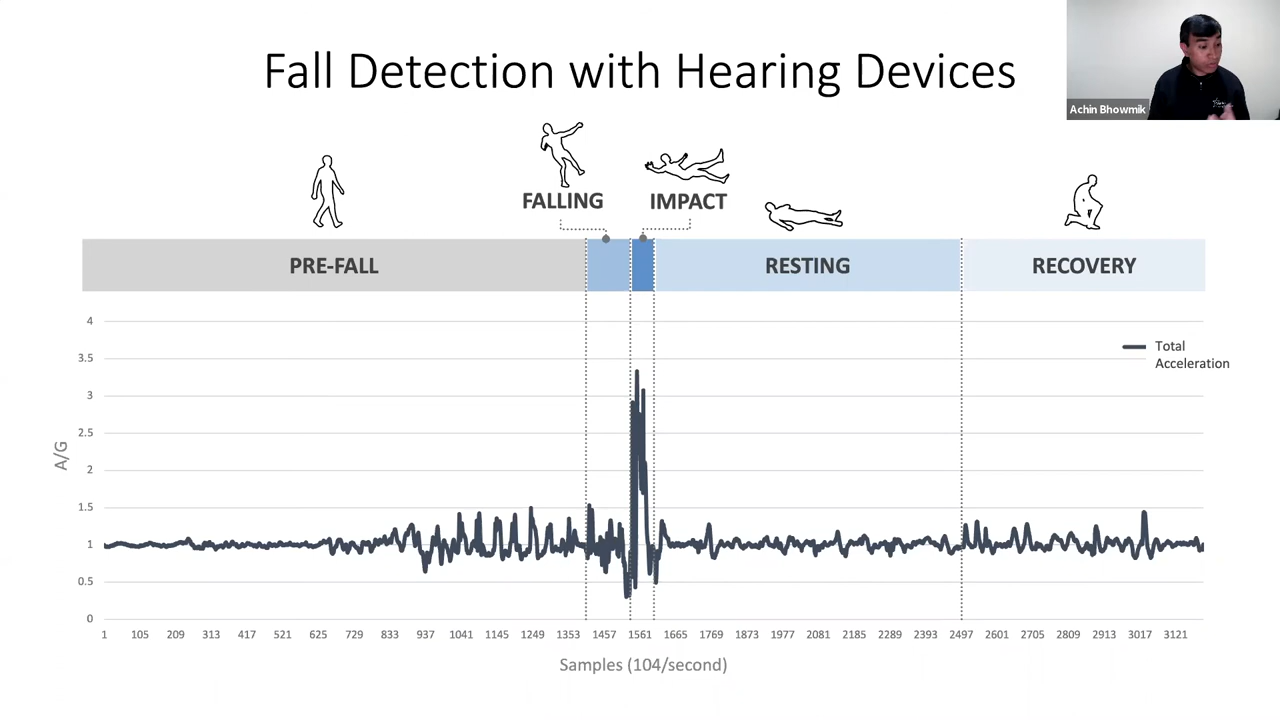 Fall Detection with Hearing Devices
Achin Bhowmik
FALLING
IMPACT
PRE-FALL
RESTING
RECOVERY
4
3.5
3
2.5
2
1.5
1
0.5
0
A/G
Total
Acceleration
1 105 209 313 417 521 625 729 833 937 1041 1145 1249 1353 1457 1561 1665 1769 1873 1977 2081 2185 2289 2393 2497 2601 2705 2809 2913 3017 3121
Samples (104/second)